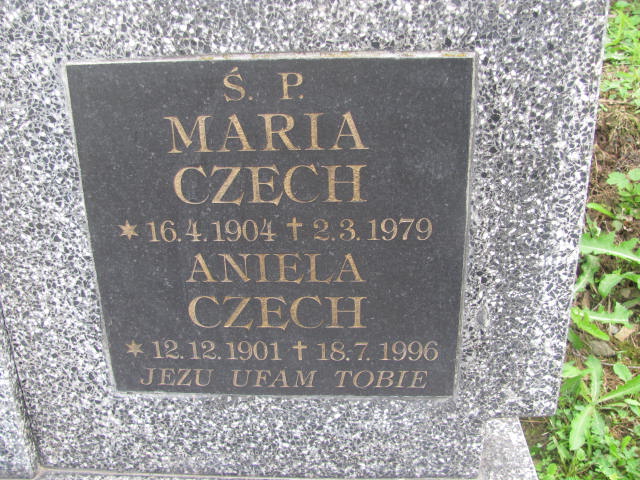 Ś. P.
MARIA
CZECH
* 16.4.1904 † 2.3.1979
ANIELA
CZECH
* 12.12.1901 † 18.7.1996
JEZU UFAM TOBIE